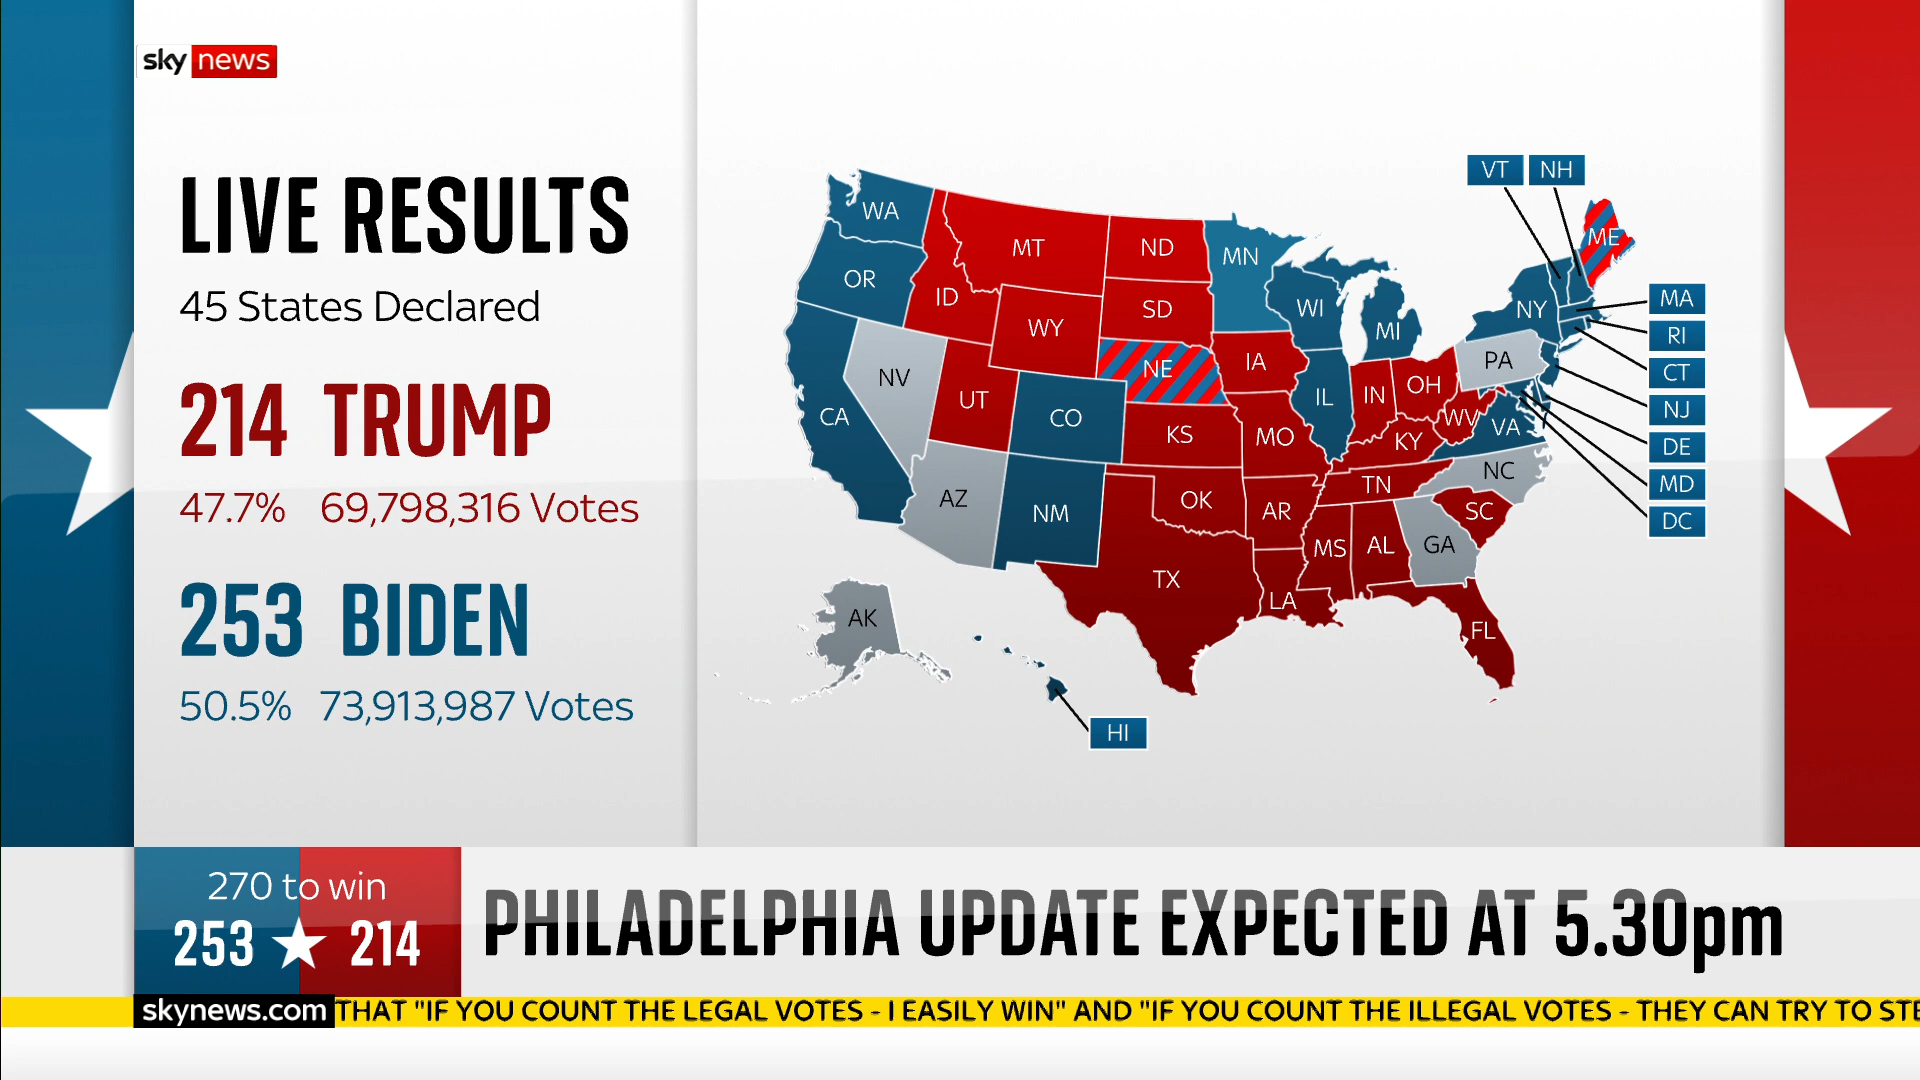 sky news
LIVE RESULTS
45 States Declared
214 TRUMP
47.7% 69,798,316 Votes
253 BIDEN
50.5% 73,913,987 Votes
VT NH
WA
MT
ND
MN
ME
OR
ID
SD
WI
NY
MA
WY
MI
RI
NV
NE
IA
PA
CT
UT
IL
IN
OH
NJ
CA
CO
WV
VA
DE
KS
MO
KY
MD
AZ
NM
OK
TN
NC
AR
SC
DC
TX
MS
AL
GA
LA
AK
FL
HI
270 to win
253 214
PHILADELPHIA UPDATE EXPECTED AT 5.30pm
skynews.com THAT "IF YOU COUNT THE LEGAL VOTES - I EASILY WIN" AND "IF YOU COUNT THE ILLEGAL VOTES - THEY CAN TRY TO STE